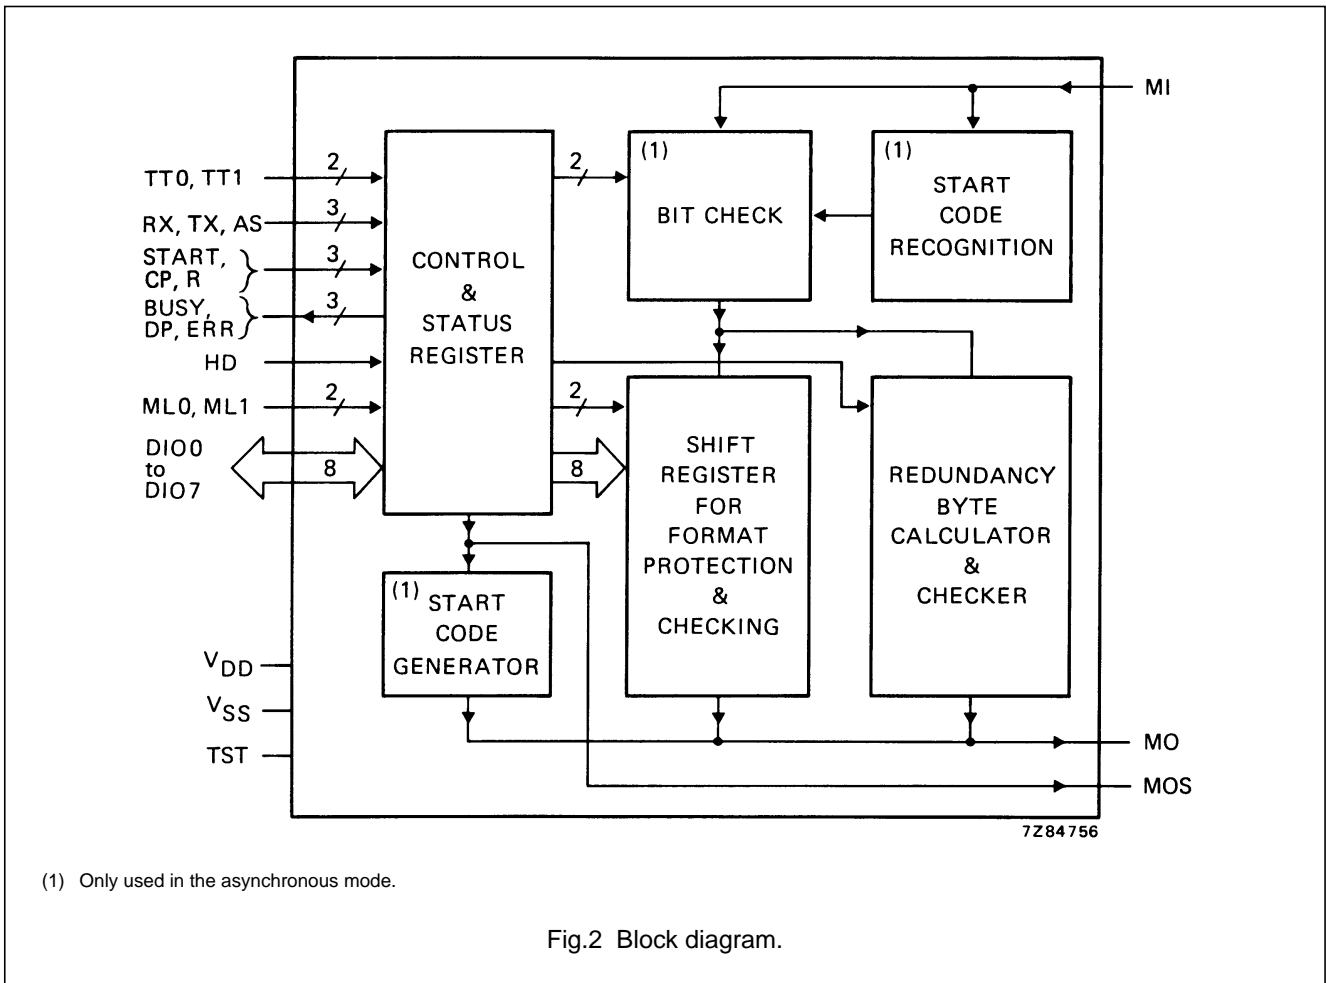 MI
TT0, TT1
2
2
(1)
BIT CHECK
(1)
START
CODE
RECOGNITION
RX, TX, AS
3
START,
CP, R
3
BUSY,
DP, ERR
3
HD
ML0, ML1
2
2
DIO0
to
DIO7
8
8
CONTROL
&
STATUS
REGISTER
SHIFT
REGISTER
FOR
FORMAT
PROTECTION
&
CHECKING
REDUNDANCY
BYTE
CALCULATOR
&
CHECKER
(1)
START
CODE
GENERATOR
VDD
VSS
TST
MO
MOS
7Z84756
(1) Only used in the asynchronous mode.
Fig.2 Block diagram.